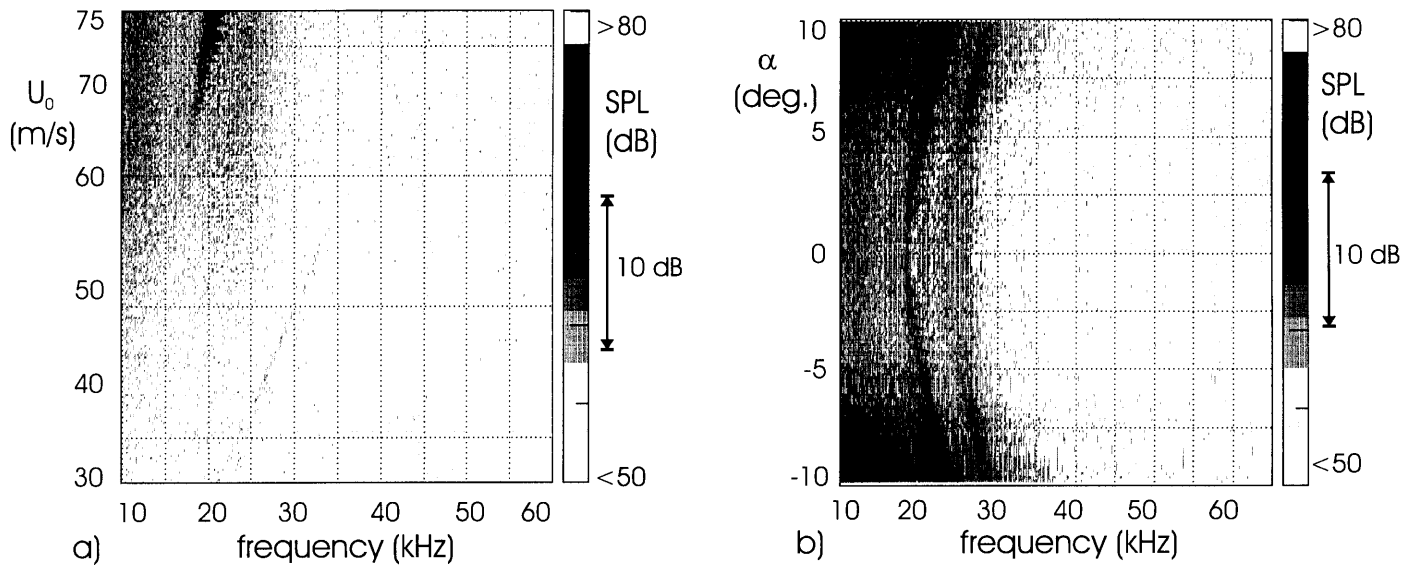 75
70
U₀
(m/s)
60
50
40
30
10 20 30 40 50 60
a) frequency (kHz)
>80
SPL
(dB)
10 dB
<50
10
α
(deg.)
5
0
-5
-10
10 20 30 40 50 60
b) frequency (kHz)
>80
SPL
(dB)
10 dB
<50